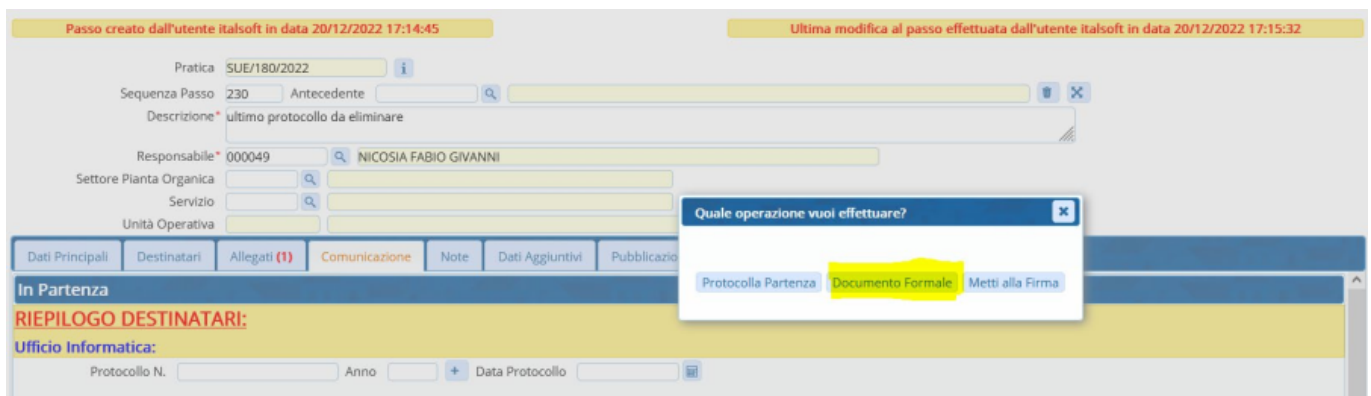 Passo creato dall'utente italsoft in data 20/12/2022 17:14:45
Ultima modifica al passo effettuata dall'utente italsoft in data 20/12/2022 17:15:32
Pratica SUE/180/2022 i
Sequenza Passo 230 Antecedente
Descrizione* ultimo protocollo da eliminare
Responsabile* 000049 NICOSIA FABIO GIVANNI
Settore Pianta Organica
Servizio
Unità Operativa
Quale operazione vuoi effettuare?
Protocolla Partenza Documento Formale Metti alla Firma
Dati Principali Destinatari Allegati (1) Comunicazione Note Dati Aggiuntivi Pubblicazio
In Partenza
RIEPILOGO DESTINATARI:
Ufficio Informatica:
Protocollo N. Anno + Data Protocollo